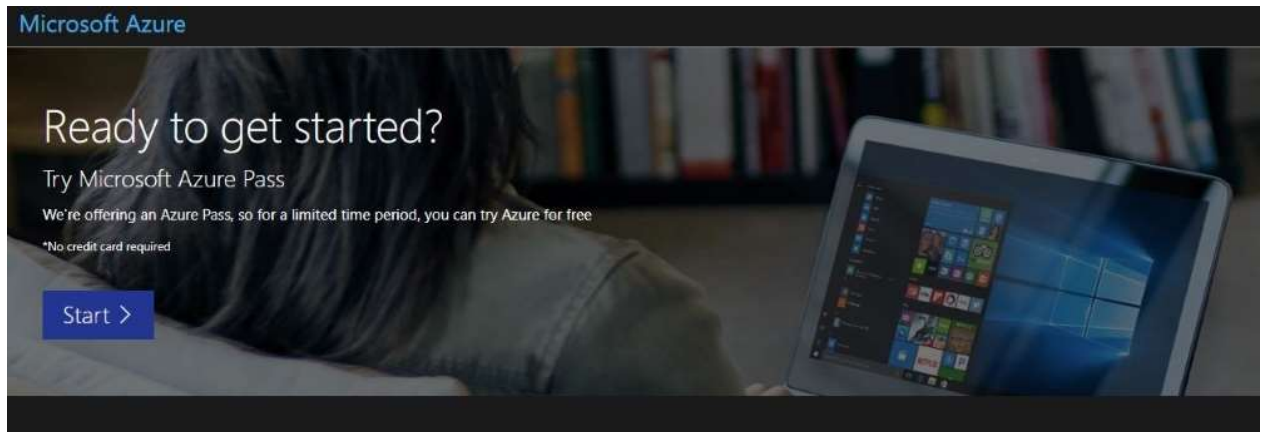 Microsoft Azure
Ready to get started?
Try Microsoft Azure Pass
We're offering an Azure Pass, so for a limited time period, you can try Azure for free
*No credit card required
Start >
NETFLIX